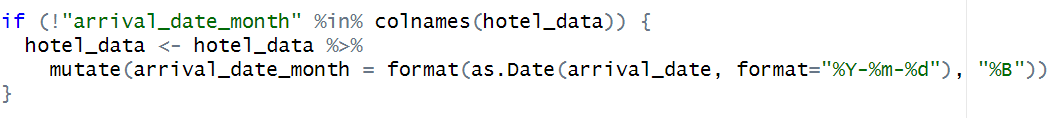 if (!"arrival_date_month" %in% colnames(hotel_data)) {
  hotel_data <- hotel_data %>%
    mutate(arrival_date_month = format(as.Date(arrival_date, format="%Y-%m-%d"), "%B"))
}